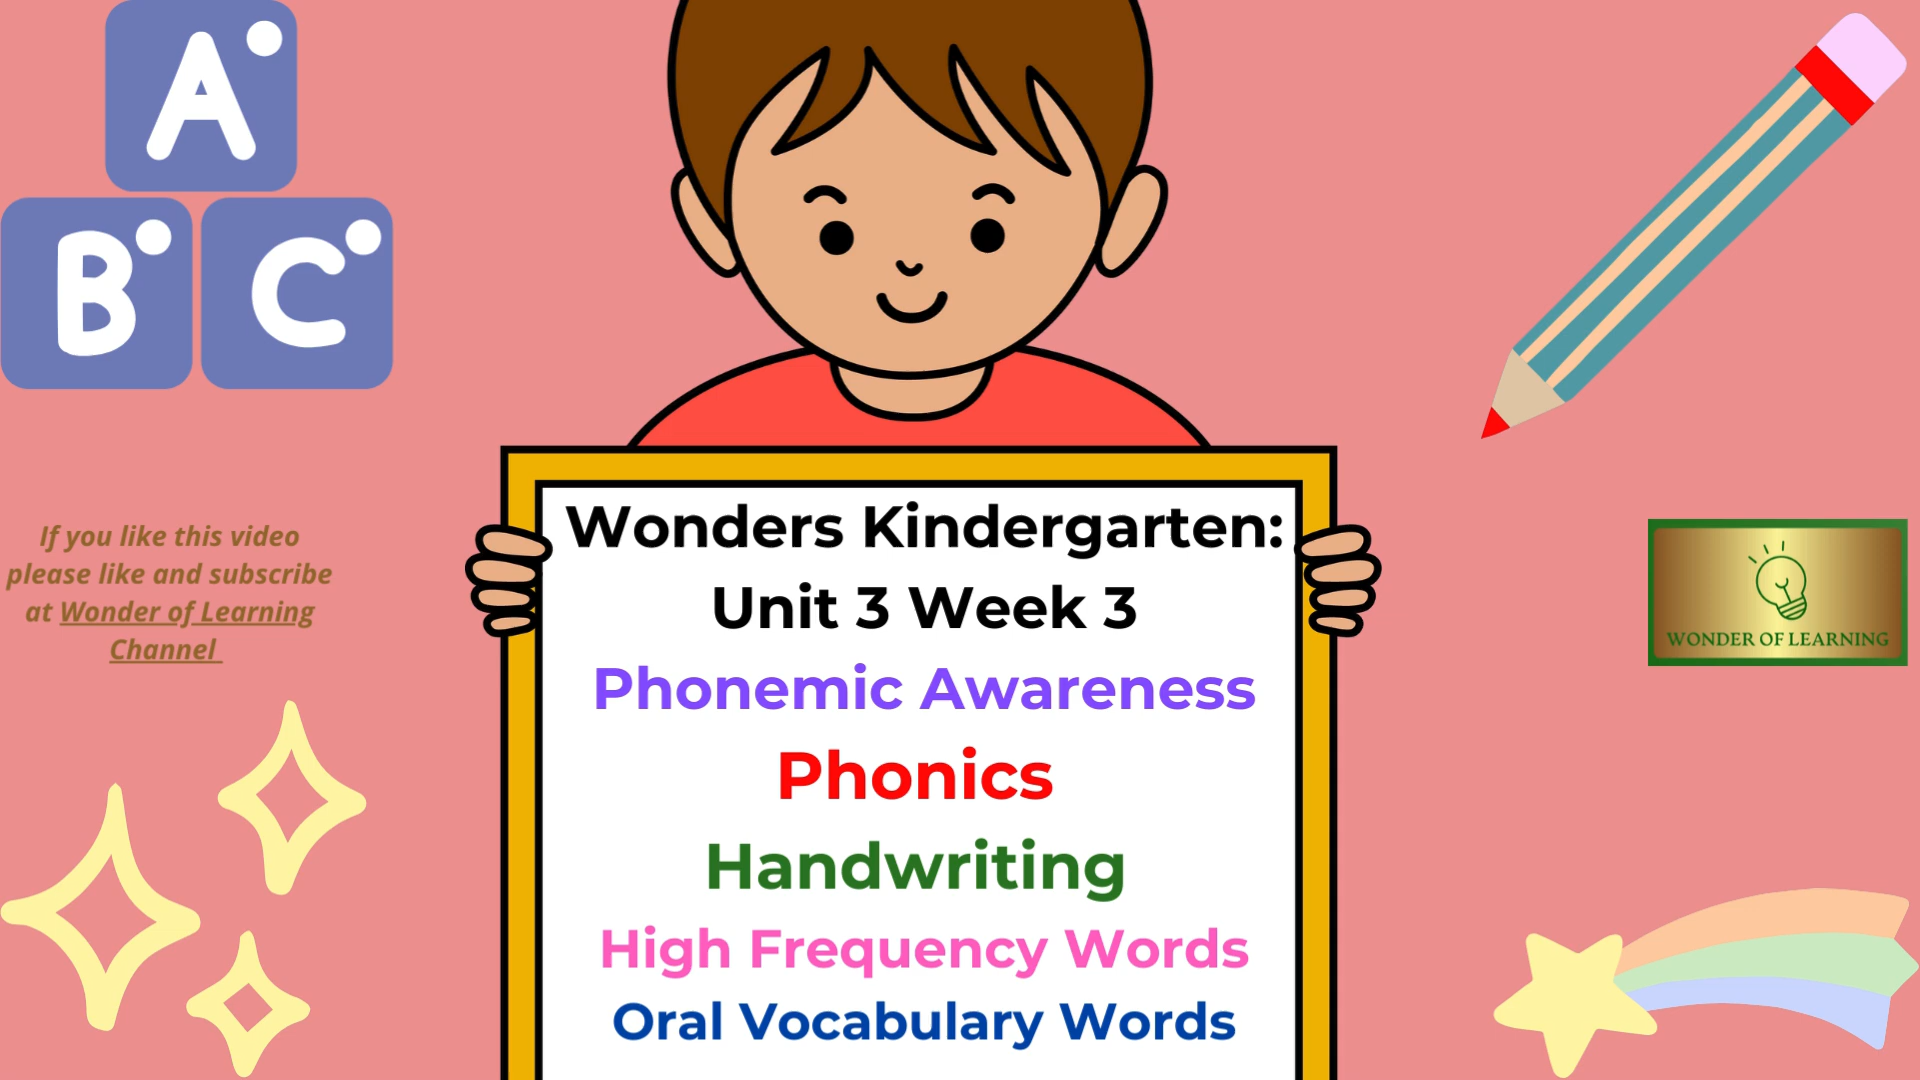 A
B C
If you like this video
please like and subscribe
at Wonder of Learning
Channel
Wonders Kindergarten:
Unit 3 Week 3
Phonemic Awareness
Phonics
Handwriting
High Frequency Words
Oral Vocabulary Words
WONDER OF LEARNING